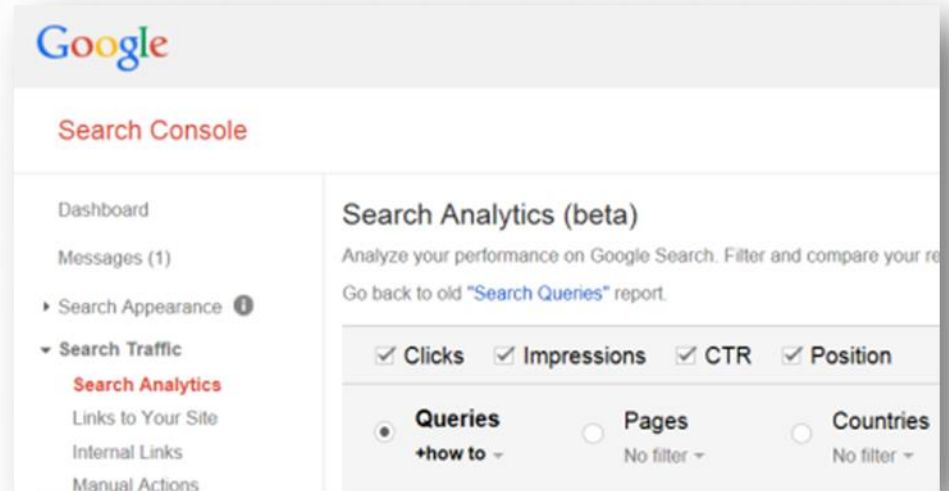 Google
Search Console
Dashboard
Messages (1)
Search Appearance
Search Traffic
Search Analytics
Links to Your Site
Internal Links
Manual Actions
Search Analytics (beta)
Analyze your performance on Google Search. Filter and compare your re
Go back to old "Search Queries" report.
Clicks Impressions CTR Position
Queries Pages Countries
+how to No filter No filter